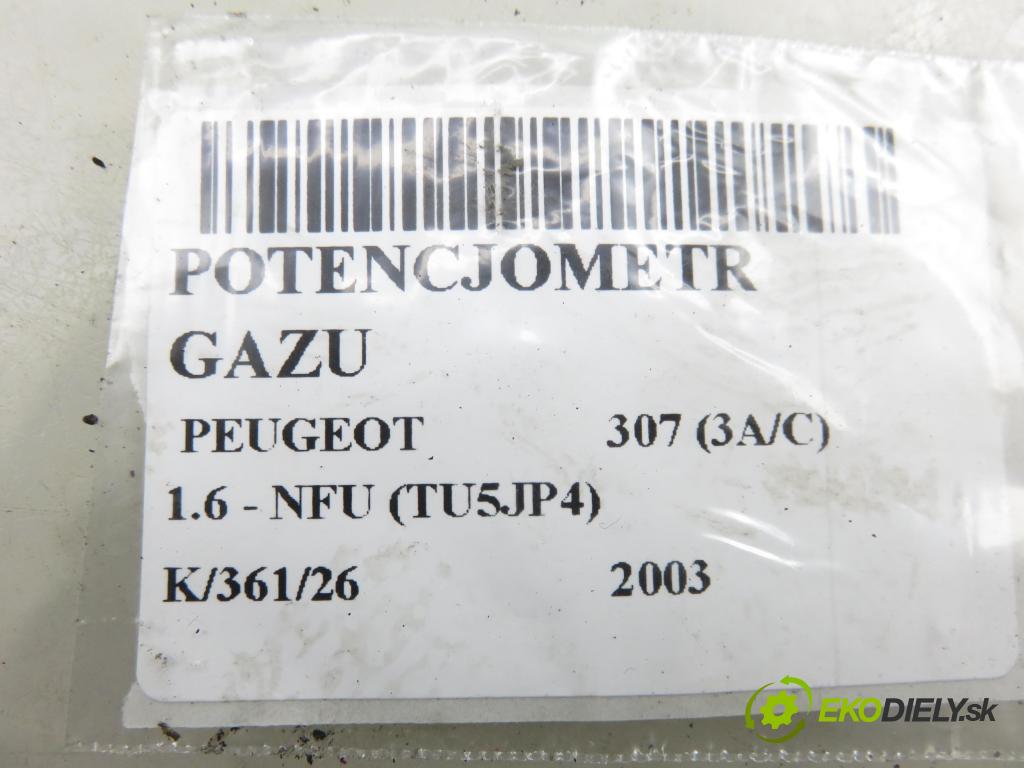 POTENCJOMETR
GAZU
PEUGEOT 307 (3A/C)
1.6 - NFU (TU5JP4)
K/361/26 2003
EKODIELY.sk